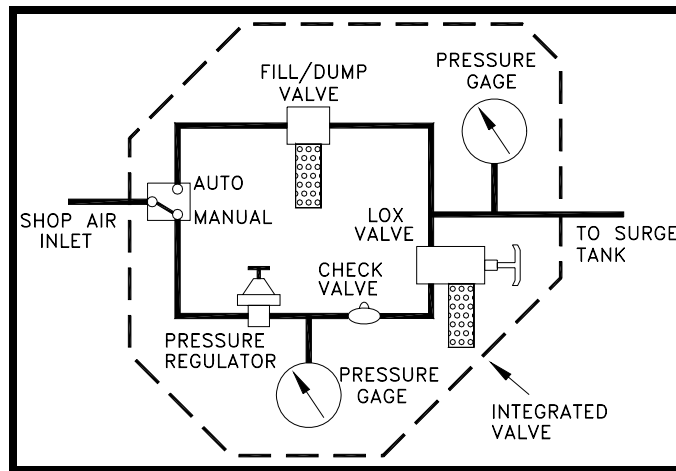 FILL/DUMP
VALVE
PRESSURE
GAGE
AUTO
MANUAL
SHOP AIR
INLET
LOX
VALVE
TO SURGE
TANK
CHECK
VALVE
PRESSURE
REGULATOR
PRESSURE
GAGE
INTEGRATED
VALVE